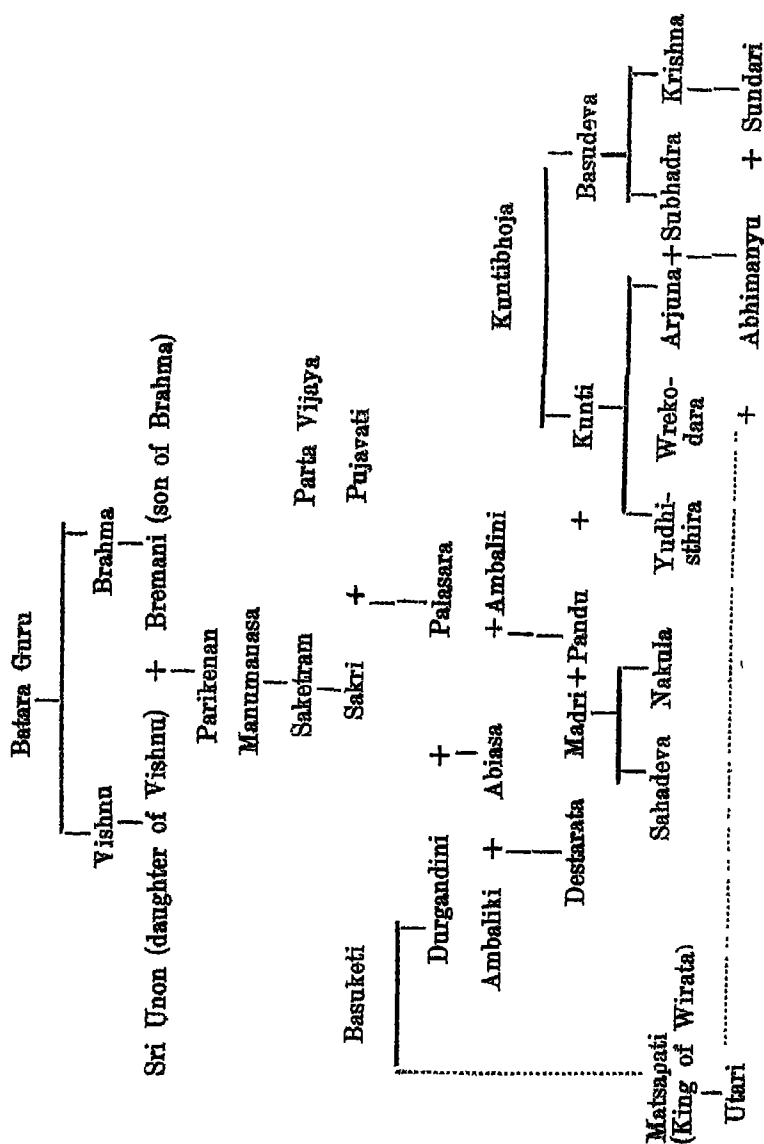 Batara Guru
Vishnu Brahma
Sri Unon (daughter of Vishnu) + Bremani (son of Brahma)
Parikenan
Manumanasa Parta Vijaya
Saketram
Sakri + Pujavati
Basuketi Kuntibhoja
Durgandini + Palasara
Ambaliki + Abiasa + Ambalini
Basudeva
Destarata Madri + Pandu + Kunti
Sahadeva Nakula Yudhi-
sthira Wreko-
dara Arjuna + Subhadra Krishna
Matsapati
(King of Wirata)
Utari + Abhimanyu + Sundari